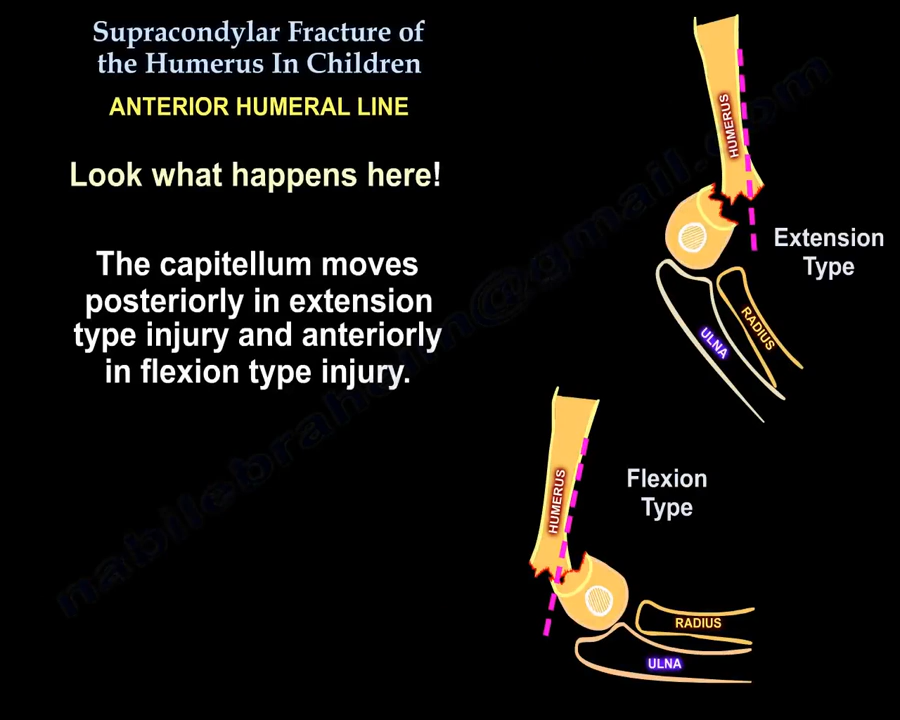 Supracondylar Fracture of
the Humerus In Children
ANTERIOR HUMERAL LINE
Look what happens here!
The capitellum moves
posteriorly in extension
type injury and anteriorly
in flexion type injury.
HUMERUS
Extension
Type
RADIUS
ULNA
HUMERUS
Flexion
Type
RADIUS
ULNA